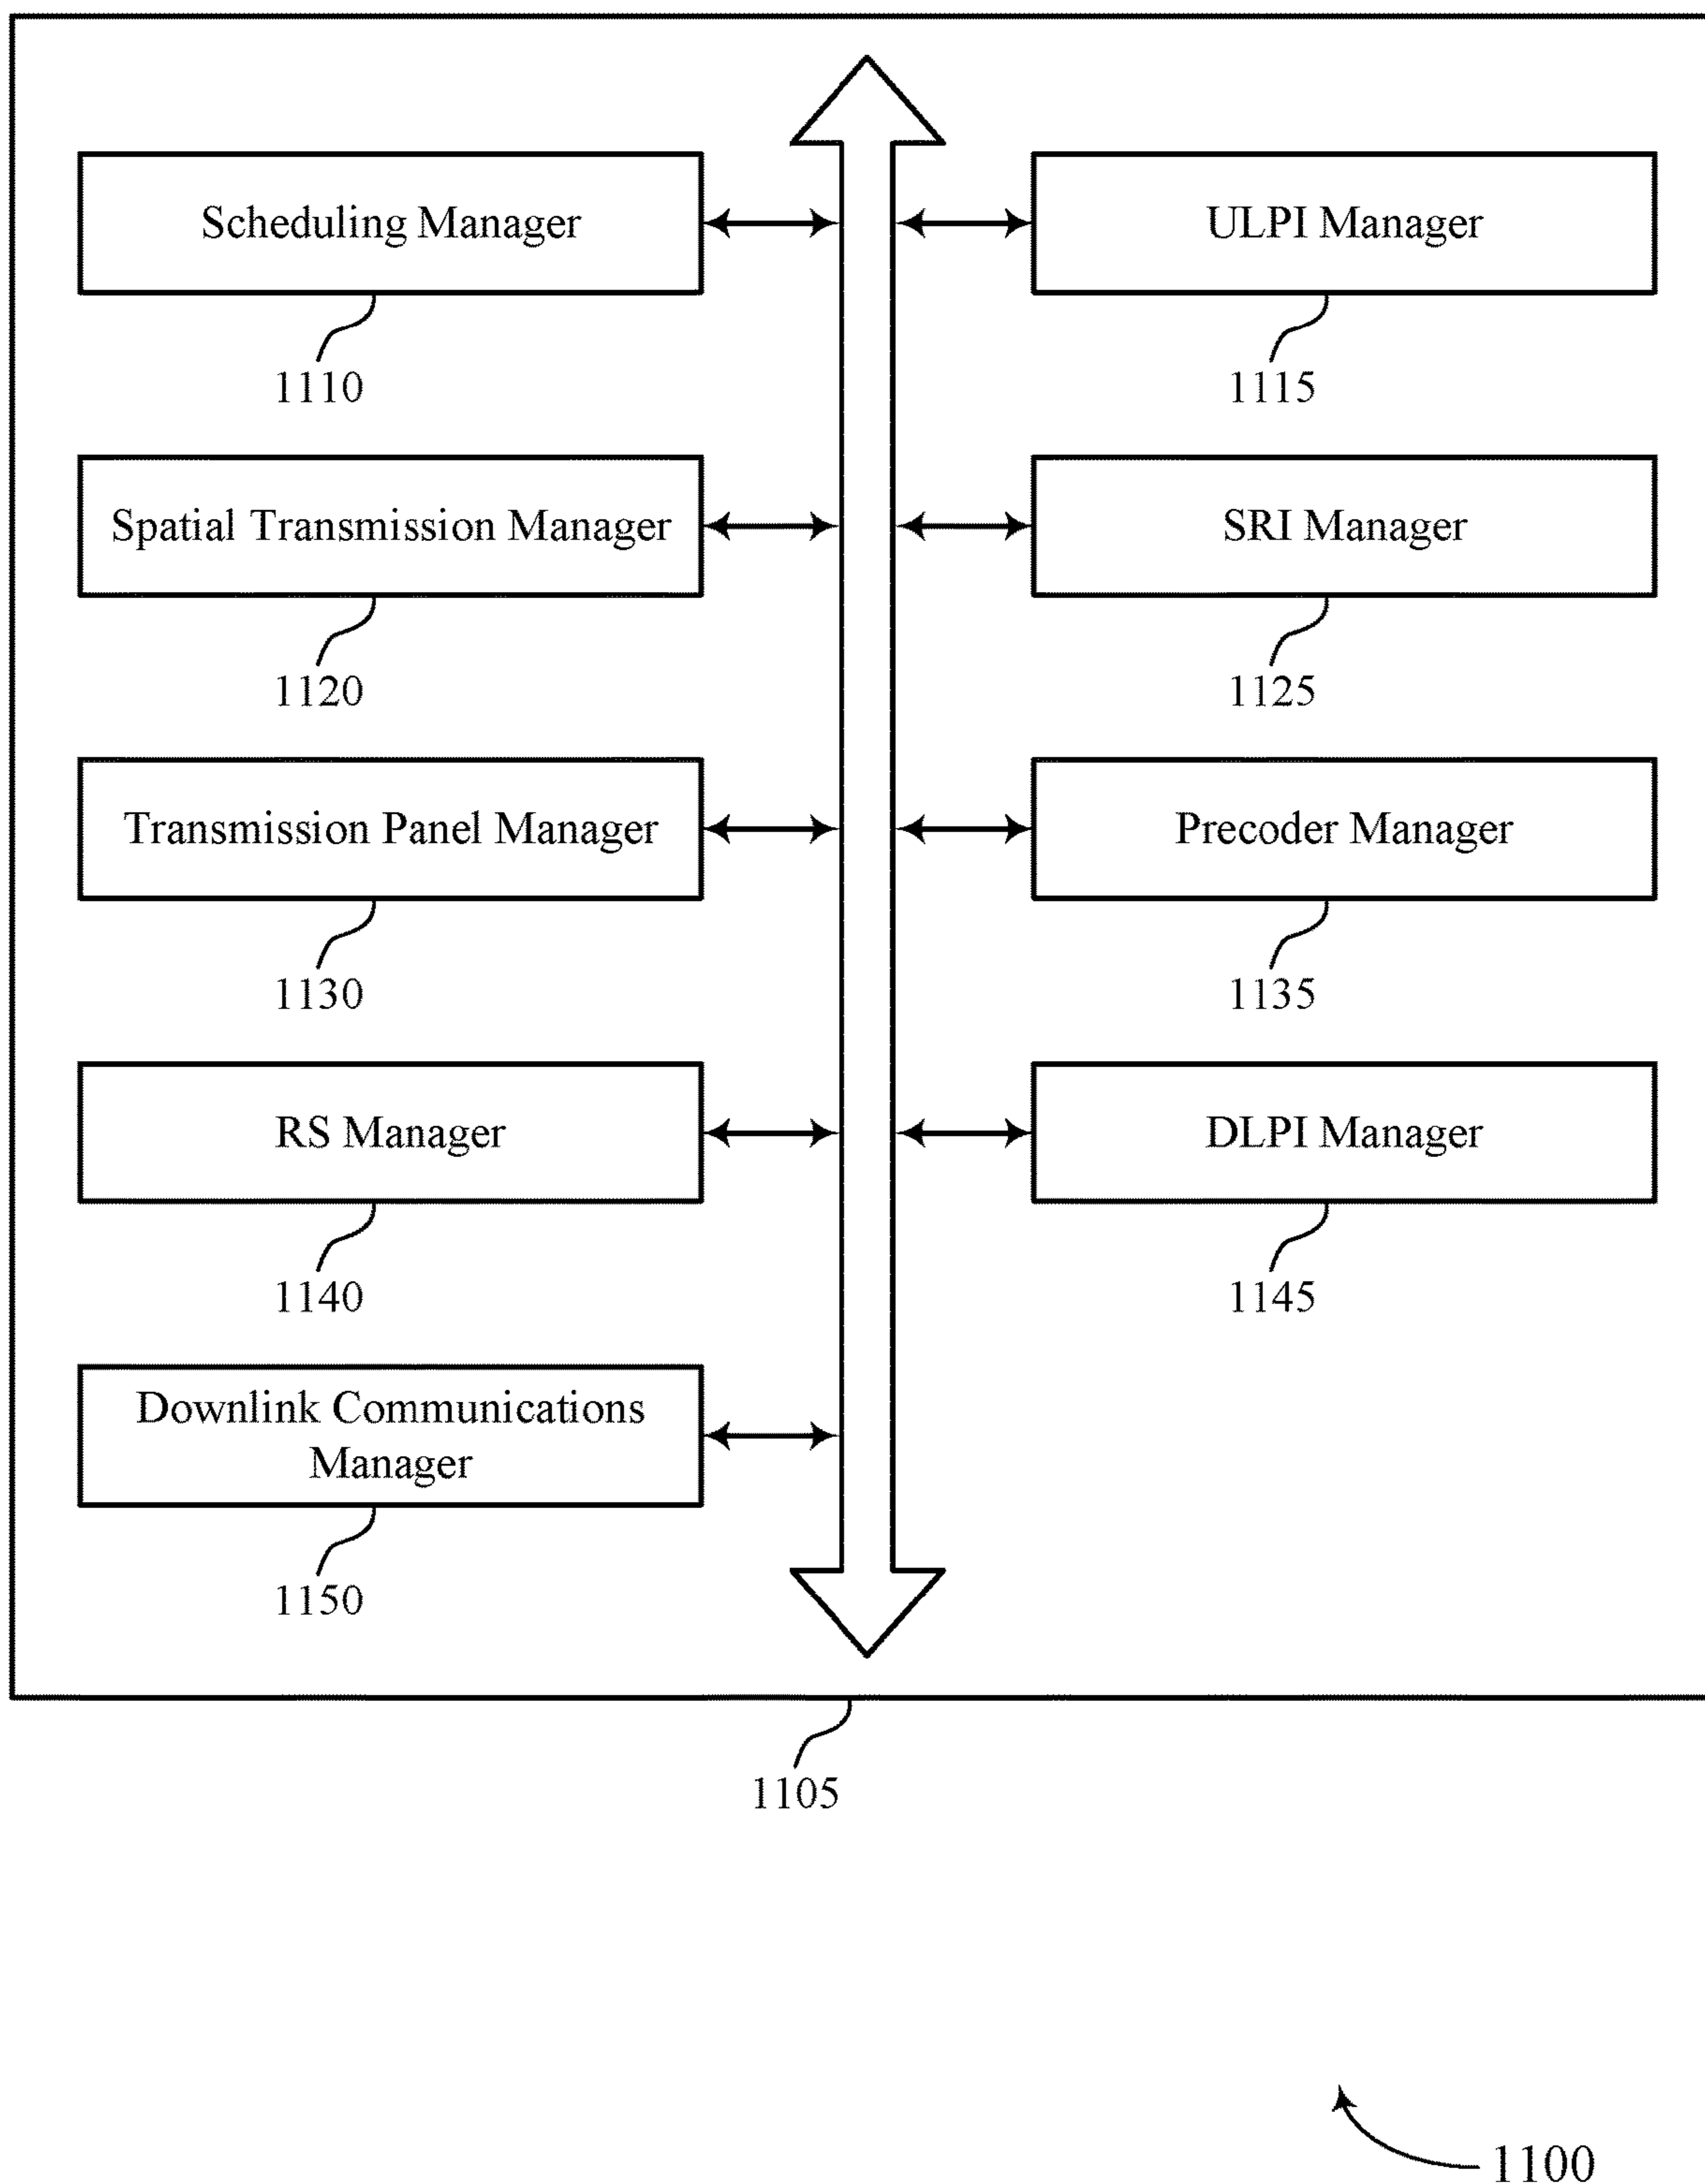 Scheduling Manager
ULPI Manager
1110
1115
Spatial Transmission Manager
SRI Manager
1120
1125
Transmission Panel Manager
Precoder Manager
1130
1135
RS Manager
DLPI Manager
1140
1145
Downlink Communications
Manager
1150
1105
1100